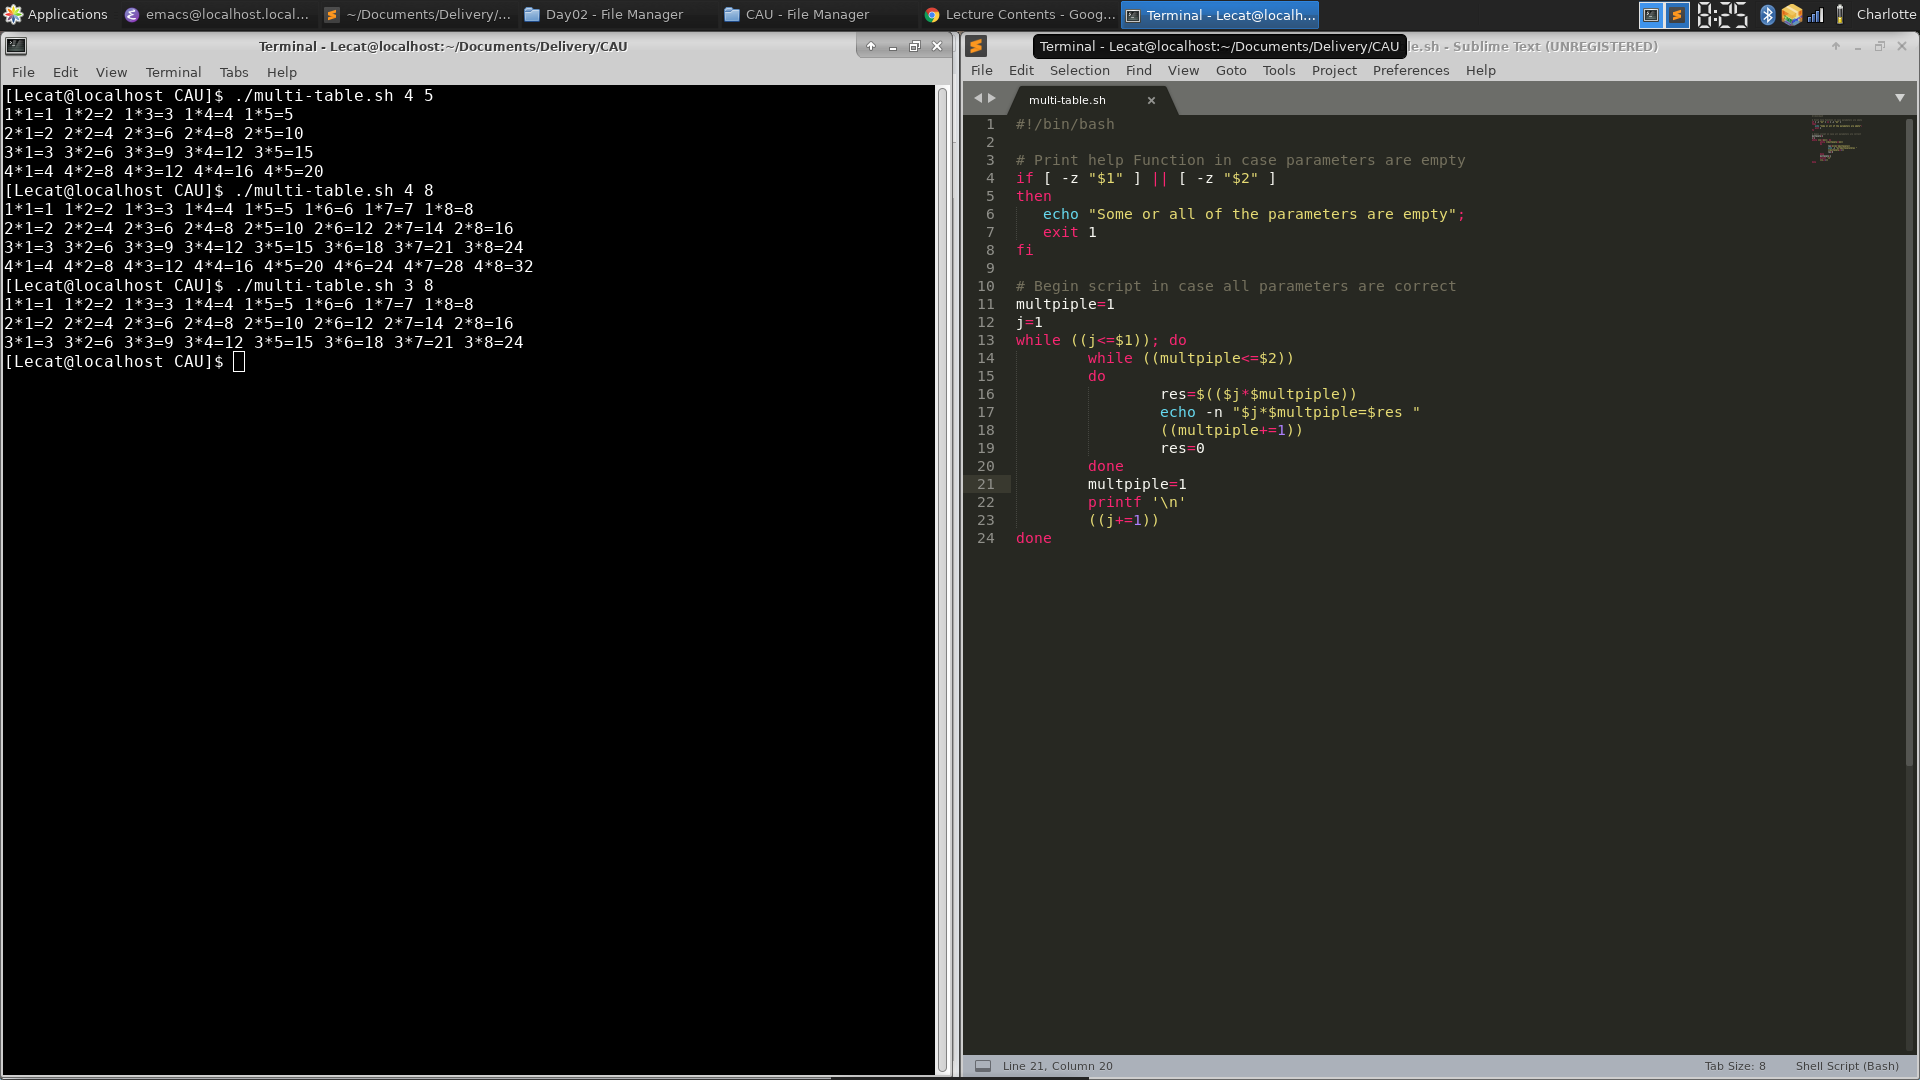 Applications
emacs@localhost.local...
~/Documents/Delivery/...
Day02 - File Manager
CAU - File Manager
Lecture Contents - Goog...
Terminal - Lecat@localh...
8:25
Charlotte
Terminal - Lecat@localhost:~/Documents/Delivery/CAU
File Edit View Terminal Tabs Help
[Lecat@localhost CAU]$ ./multi-table.sh 4 5
1*1=1 1*2=2 1*3=3 1*4=4 1*5=5
2*1=2 2*2=4 2*3=6 2*4=8 2*5=10
3*1=3 3*2=6 3*3=9 3*4=12 3*5=15
4*1=4 4*2=8 4*3=12 4*4=16 4*5=20
[Lecat@localhost CAU]$ ./multi-table.sh 4 8
1*1=1 1*2=2 1*3=3 1*4=4 1*5=5 1*6=6 1*7=7 1*8=8
2*1=2 2*2=4 2*3=6 2*4=8 2*5=10 2*6=12 2*7=14 2*8=16
3*1=3 3*2=6 3*3=9 3*4=12 3*5=15 3*6=18 3*7=21 3*8=24
4*1=4 4*2=8 4*3=12 4*4=16 4*5=20 4*6=24 4*7=28 4*8=32
[Lecat@localhost CAU]$ ./multi-table.sh 3 8
1*1=1 1*2=2 1*3=3 1*4=4 1*5=5 1*6=6 1*7=7 1*8=8
2*1=2 2*2=4 2*3=6 2*4=8 2*5=10 2*6=12 2*7=14 2*8=16
3*1=3 3*2=6 3*3=9 3*4=12 3*5=15 3*6=18 3*7=21 3*8=24
[Lecat@localhost CAU]$
Terminal - Lecat@localhost:~/Documents/Delivery/CAU
le.sh - Sublime Text (UNREGISTERED)
File Edit Selection Find View Goto Tools Project Preferences Help
multi-table.sh
1 #!/bin/bash
2
3 # Print help Function in case parameters are empty
4 if [ -z "$1" ] || [ -z "$2" ]
5 then
6 echo "Some or all of the parameters are empty";
7 exit 1
8 fi
9
10 # Begin script in case all parameters are correct
11 multpiple=1
12 j=1
13 while ((j<=$1)); do
14 while ((multpiple<=$2))
15 do
16 res=$(($j*$multpiple))
17 echo -n "$j*$multpiple=$res "
18 ((multpiple+=1))
19 res=0
20 done
21 multpiple=1
22 printf '\n'
23 ((j+=1))
24 done
Line 21, Column 20
Tab Size: 8
Shell Script (Bash)